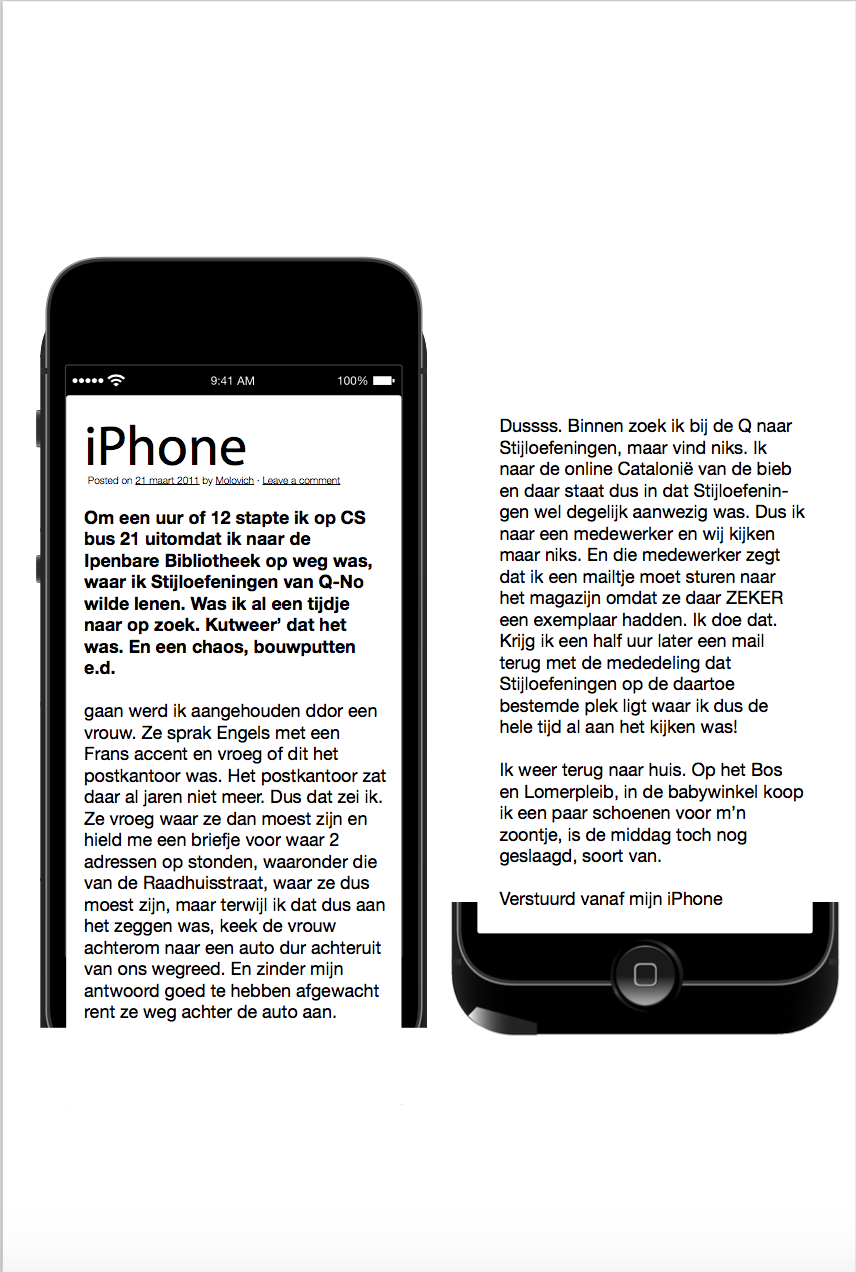 9:41 AM 100%
iPhone
Posted on 21 maart 2011 by Molovich · Leave a comment
Om een uur of 12 stapte ik op CS
bus 21 uitomdat ik naar de
Ipenbare Bibliotheek op weg was,
waar ik Stijloefeningen van Q-No
wilde lenen. Was ik al een tijdje
naar op zoek. Kutweer’ dat het
was. En een chaos, bouwputten
e.d.
gaan werd ik aangehouden ddor een
vrouw. Ze sprak Engels met een
Frans accent en vroeg of dit het
postkantoor was. Het postkantoor zat
daar al jaren niet meer. Dus dat zei ik.
Ze vroeg waar ze dan moest zijn en
hield me een briefje voor waar 2
adressen op stonden, waaronder die
van de Raadhuisstraat, waar ze dus
moest zijn, maar terwijl ik dat dus aan
het zeggen was, keek de vrouw
achterom naar een auto dur achteruit
van ons wegreed. En zinder mijn
antwoord goed te hebben afgewacht
rent ze weg achter de auto aan.
Dussss. Binnen zoek ik bij de Q naar
Stijloefeningen, maar vind niks. Ik
naar de online Catalonië van de bieb
en daar staat dus in dat Stijloefenin-
gen wel degelijk aanwezig was. Dus ik
naar een medewerker en wij kijken
maar niks. En die medewerker zegt
dat ik een mailtje moet sturen naar
het magazijn omdat ze daar ZEKER
een exemplaar hadden. Ik doe dat.
Krijg ik een half uur later een mail
terug met de mededeling dat
Stijloefeningen op de daartoe
bestemde plek ligt waar ik dus de
hele tijd al aan het kijken was!
Ik weer terug naar huis. Op het Bos
en Lomerpleib, in de babywinkel koop
ik een paar schoenen voor m’n
zoontje, is de middag toch nog
geslaagd, soort van.
Verstuurd vanaf mijn iPhone